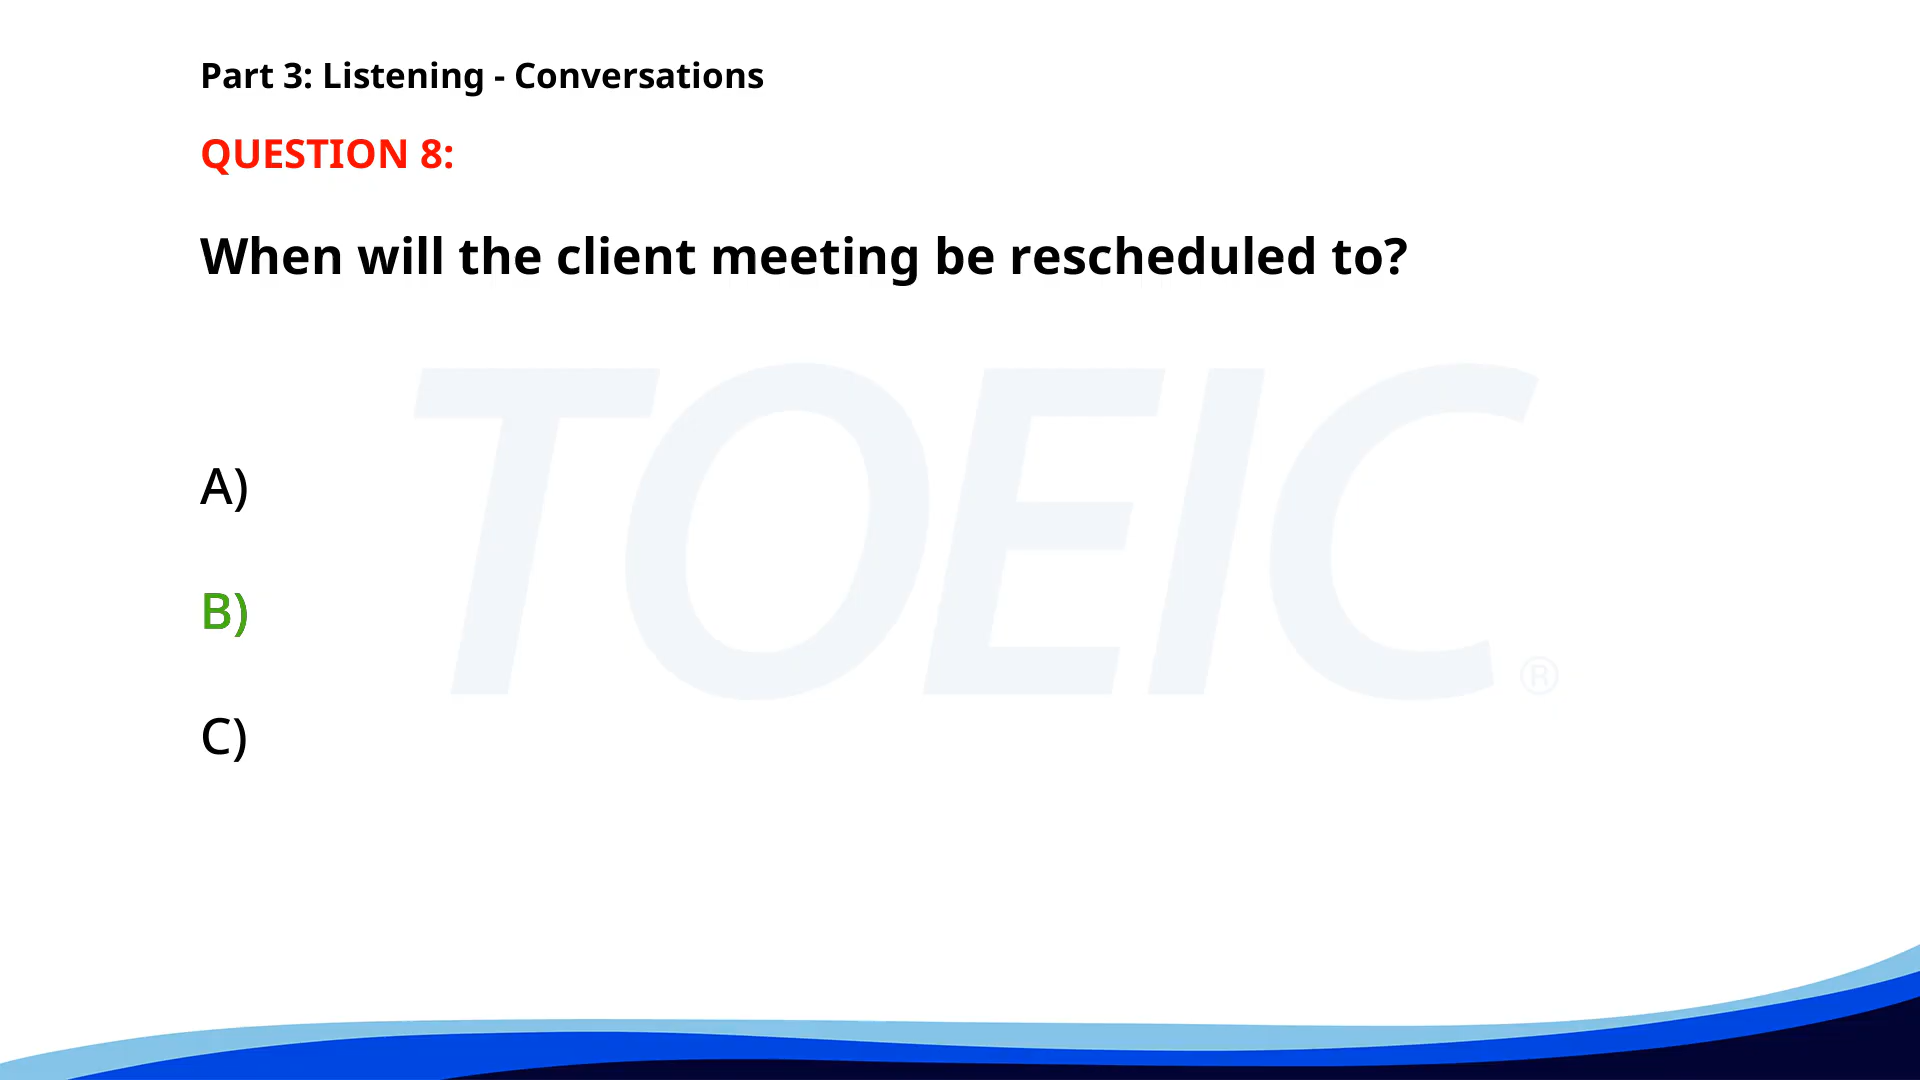 Part 3: Listening - Conversations
QUESTION 8:
When will the client meeting be rescheduled to?
TOEIC®
A)
B)
C)